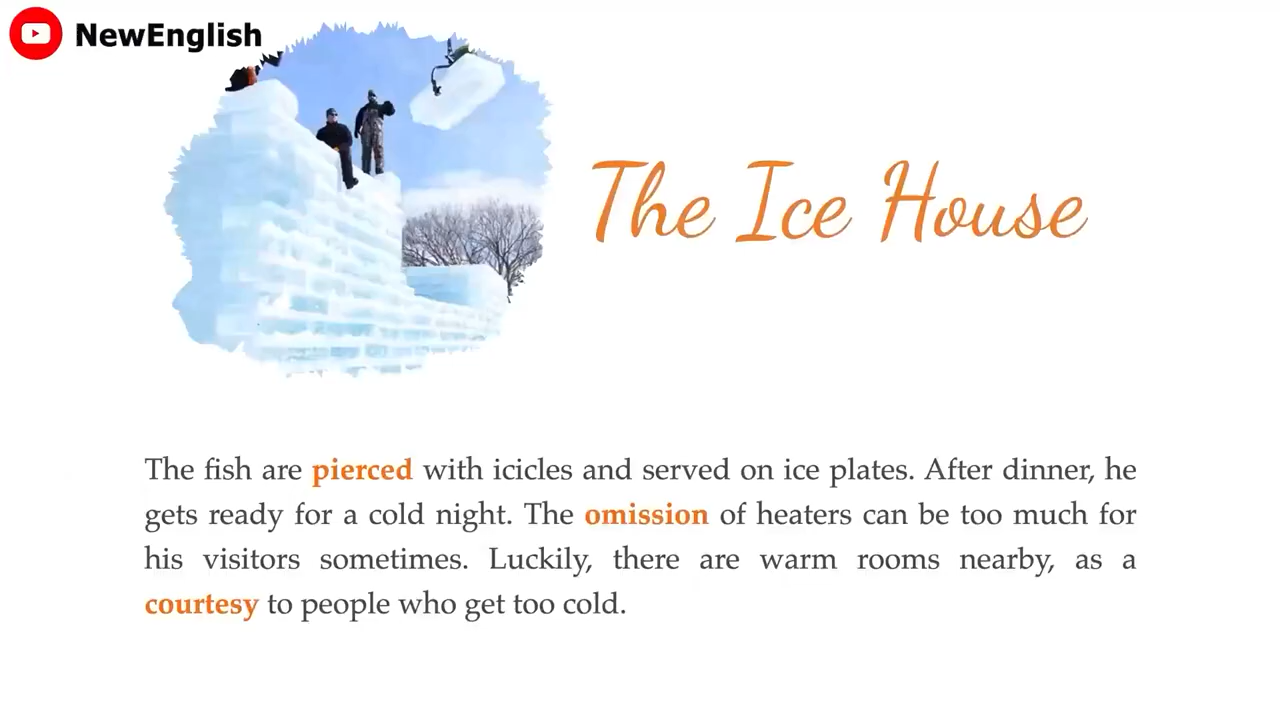 NewEnglish
The Ice House
The fish are pierced with icicles and served on ice plates. After dinner, he
gets ready for a cold night. The omission of heaters can be too much for
his visitors sometimes. Luckily, there are warm rooms nearby, as a
courtesy to people who get too cold.